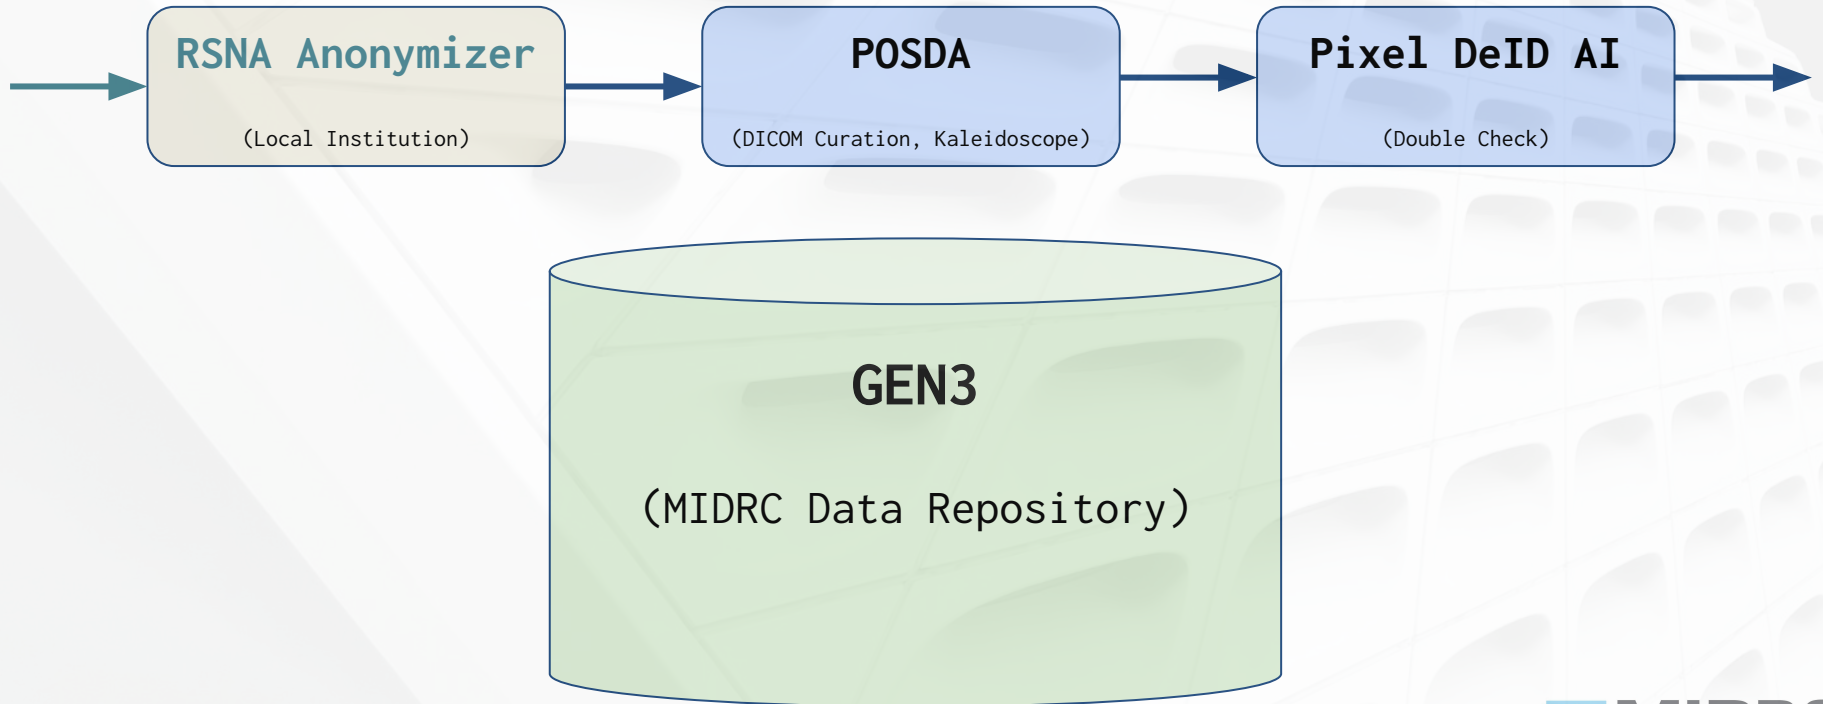 RSNA Anonymizer
(Local Institution)
POSDA
(DICOM Curation, Kaleidoscope)
Pixel DeID AI
(Double Check)
GEN3
(MIDRC Data Repository)